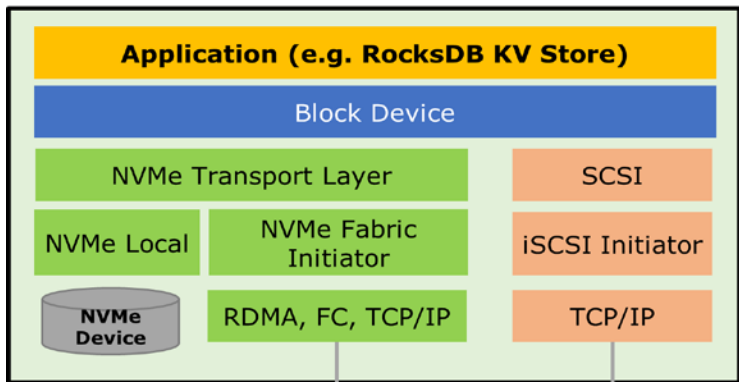 Application (e.g. RocksDB KV Store)
Block Device
NVMe Transport Layer
SCSI
NVMe Local
NVMe Fabric
Initiator
iSCSI Initiator
NVMe
Device
RDMA, FC, TCP/IP
TCP/IP